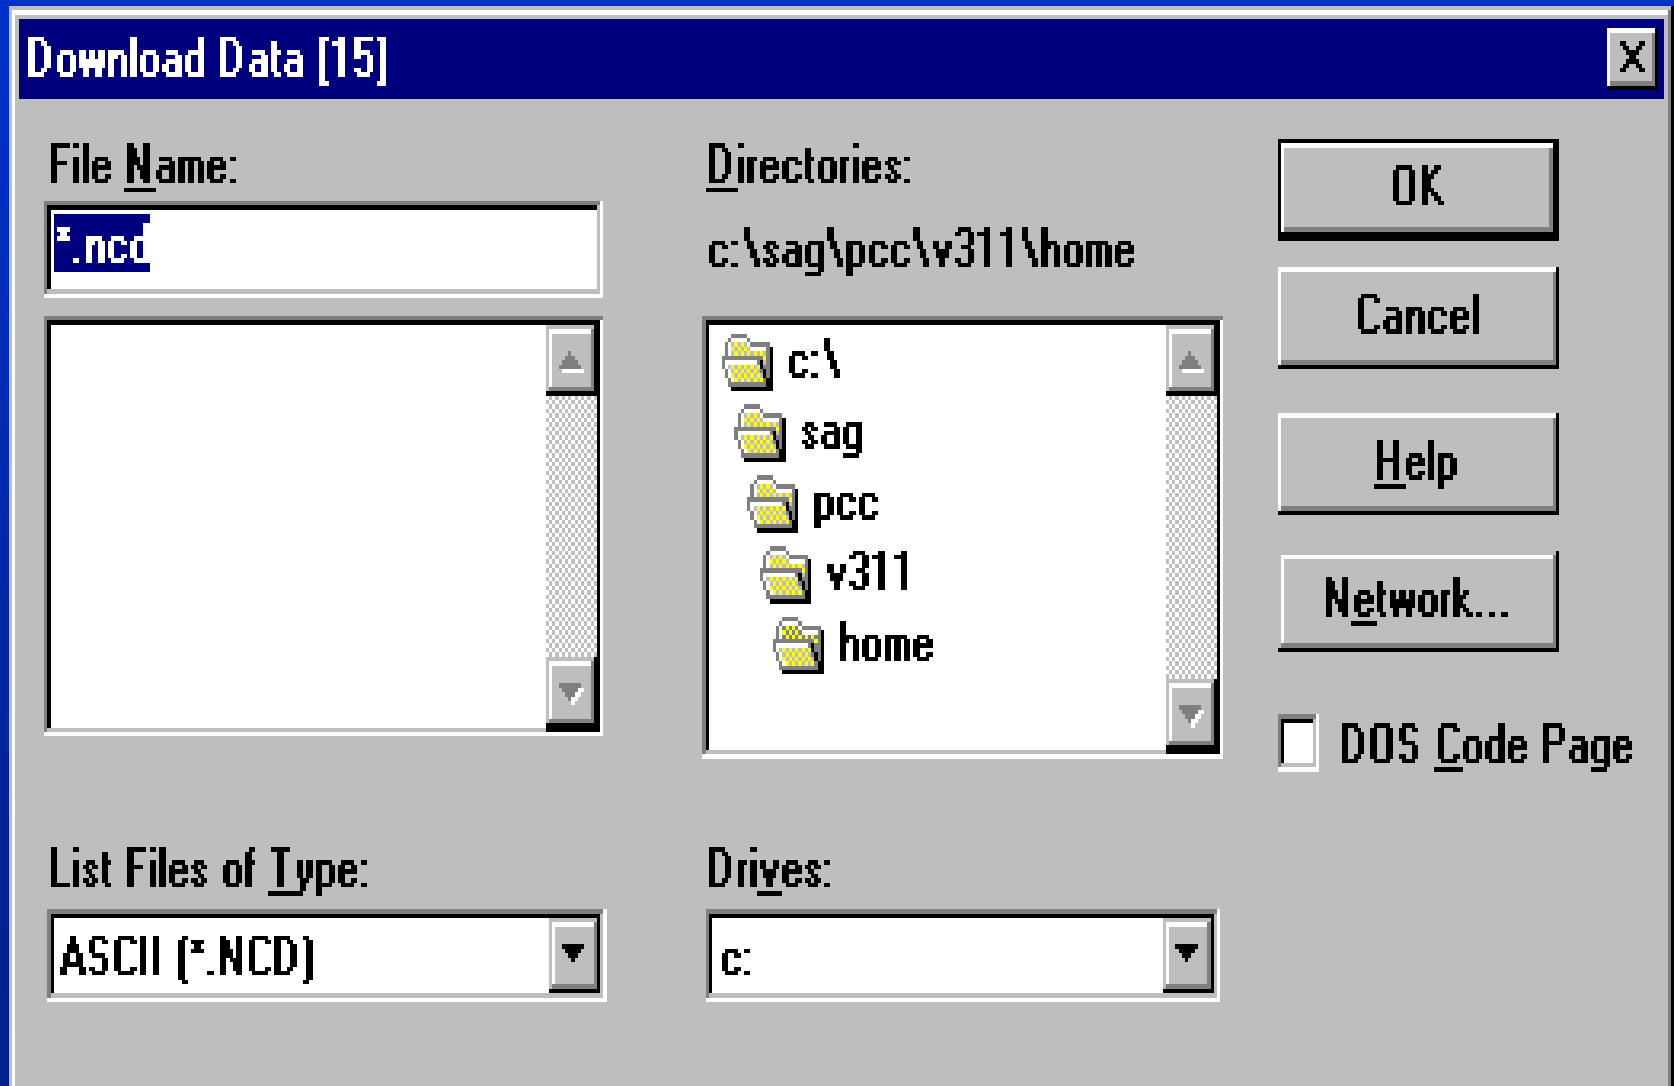 Download Data [15]
X
File Name:
*.ncd
Directories:
c:\sag\pcc\v311\home
c:\
sag
pcc
v311
home
OK
Cancel
Help
Network...
DOS Code Page
List Files of Type:
ASCII (*.NCD)
Drives:
c: